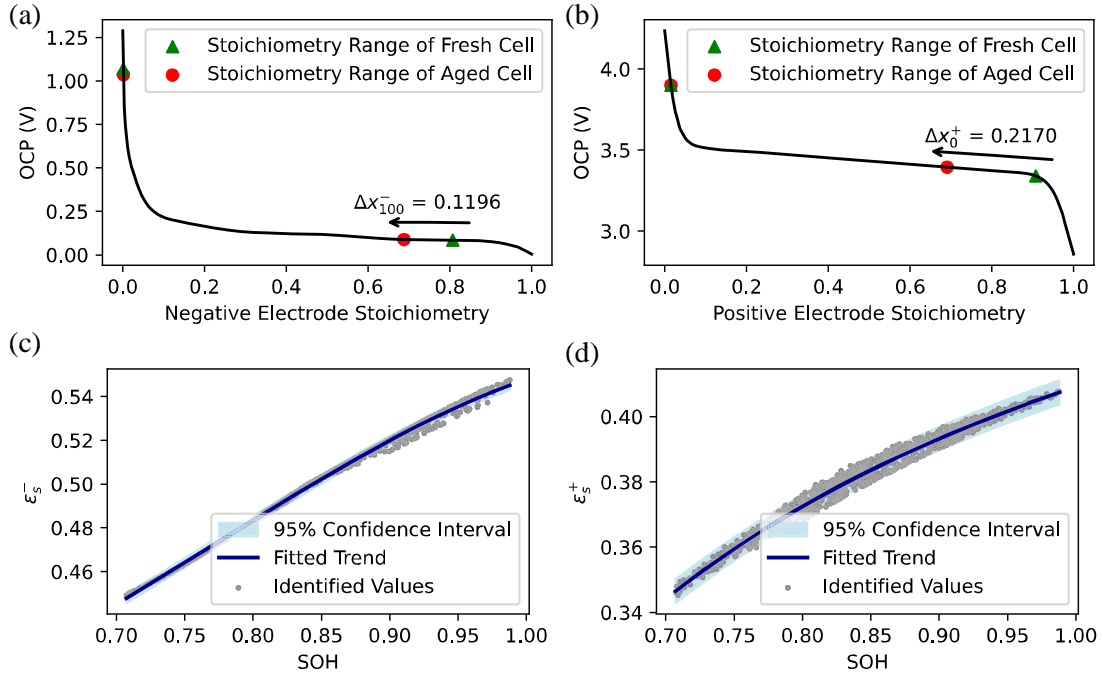 (a)
1.25
1.00
0.75
0.50
0.25
0.00
OCP (V)
Stoichiometry Range of Fresh Cell
Stoichiometry Range of Aged Cell
Δx⁻₁₀₀ = 0.1196
0.0 0.2 0.4 0.6 0.8 1.0
Negative Electrode Stoichiometry
(b)
4.0
3.5
3.0
OCP (V)
Stoichiometry Range of Fresh Cell
Stoichiometry Range of Aged Cell
Δx⁺₀ = 0.2170
0.0 0.2 0.4 0.6 0.8 1.0
Positive Electrode Stoichiometry
(c)
0.54
0.52
0.50
0.48
0.46
εₛ⁻
95% Confidence Interval
Fitted Trend
Identified Values
0.70 0.75 0.80 0.85 0.90 0.95 1.00
SOH
(d)
0.40
0.38
0.36
0.34
εₛ⁺
95% Confidence Interval
Fitted Trend
Identified Values
0.70 0.75 0.80 0.85 0.90 0.95 1.00
SOH